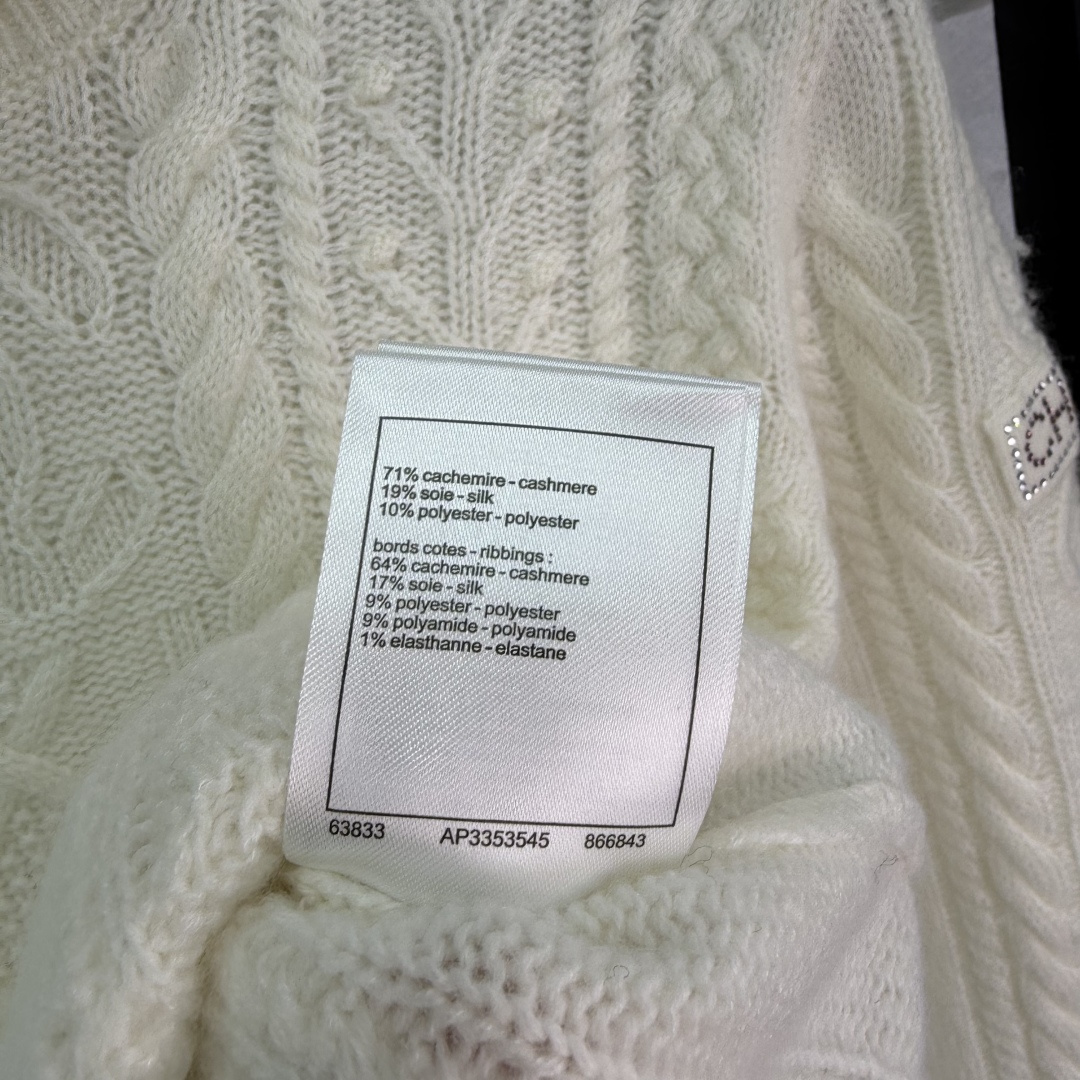 71% cachemire - cashmere
19% soie - silk
10% polyester - polyester
bords cotes - ribbings :
64% cachemire - cashmere
17% soie - silk
9% polyester - polyester
9% polyamide - polyamide
1% elasthanne - elastane
63833 AP3353545 866843
CH